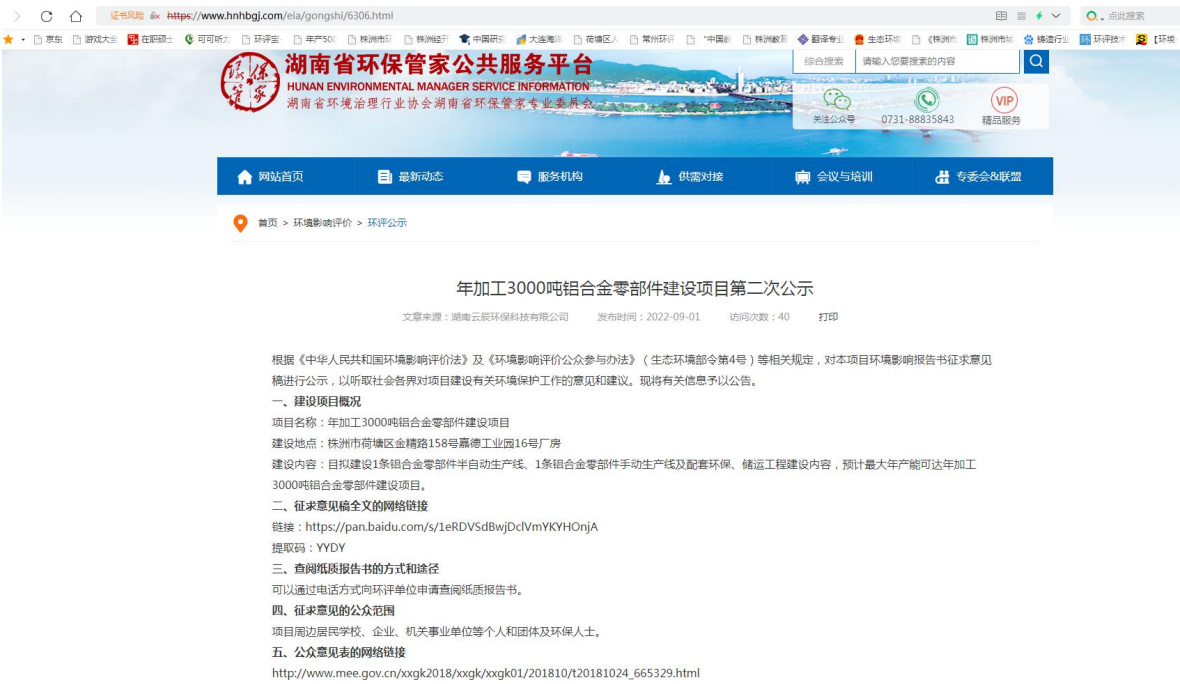 证书风险 https://www.hnhbgj.com/eia/gongshi/6306.html 点此搜索
京东 游戏大全 在职硕士 可可听力 环评宝 年产500 株洲市环 株洲经开 中国研究 大连海洋 荷塘区人 常州环评 "中国 株洲教育 翻译专业 生态环境 《株洲市 株洲市 铸造行业 环评技术 【环境
湖南省环保管家公共服务平台
HUNAN ENVIRONMENTAL MANAGER SERVICE INFORMATION
湖南省环境治理行业协会湖南省环保管家专业委员会
环保管家
综合搜索 请输入您要搜索的内容
VIP
关注公众号 0731-88835843 精品服务
网站首页 最新动态 服务机构 供需对接 会议与培训 专委会&联盟
首页 > 环境影响评价 > 环评公示
年加工3000吨铝合金零部件建设项目第二次公示
文章来源：湖南云辰环保科技有限公司 发布时间：2022-09-01 访问次数：40 打印
根据《中华人民共和国环境影响评价法》及《环境影响评价公众参与办法》（生态环境部令第4号）等相关规定，对本项目环境影响报告书征求意见
稿进行公示，以听取社会各界对项目建设有关环境保护工作的意见和建议。现将有关信息予以公告。
一、建设项目概况
项目名称：年加工3000吨铝合金零部件建设项目
建设地点：株洲市荷塘区金精路158号嘉德工业园16号厂房
建设内容：目拟建设1条铝合金零部件半自动生产线、1条铝合金零部件手动生产线及配套环保、储运工程建设内容，预计最大年产能可达年加工
3000吨铝合金零部件建设项目。
二、征求意见稿全文的网络链接
链接：https://pan.baidu.com/s/1eRDVSdBwjDclVmYKYHOnjA
提取码：YYDY
三、查阅纸质报告书的方式和途径
可以通过电话方式向环评单位申请查阅纸质报告书。
四、征求意见的公众范围
项目周边居民学校、企业、机关事业单位等个人和团体及环保人士。
五、公众意见表的网络链接
http://www.mee.gov.cn/xxgk2018/xxgk/xxgk01/201810/t20181024_665329.html